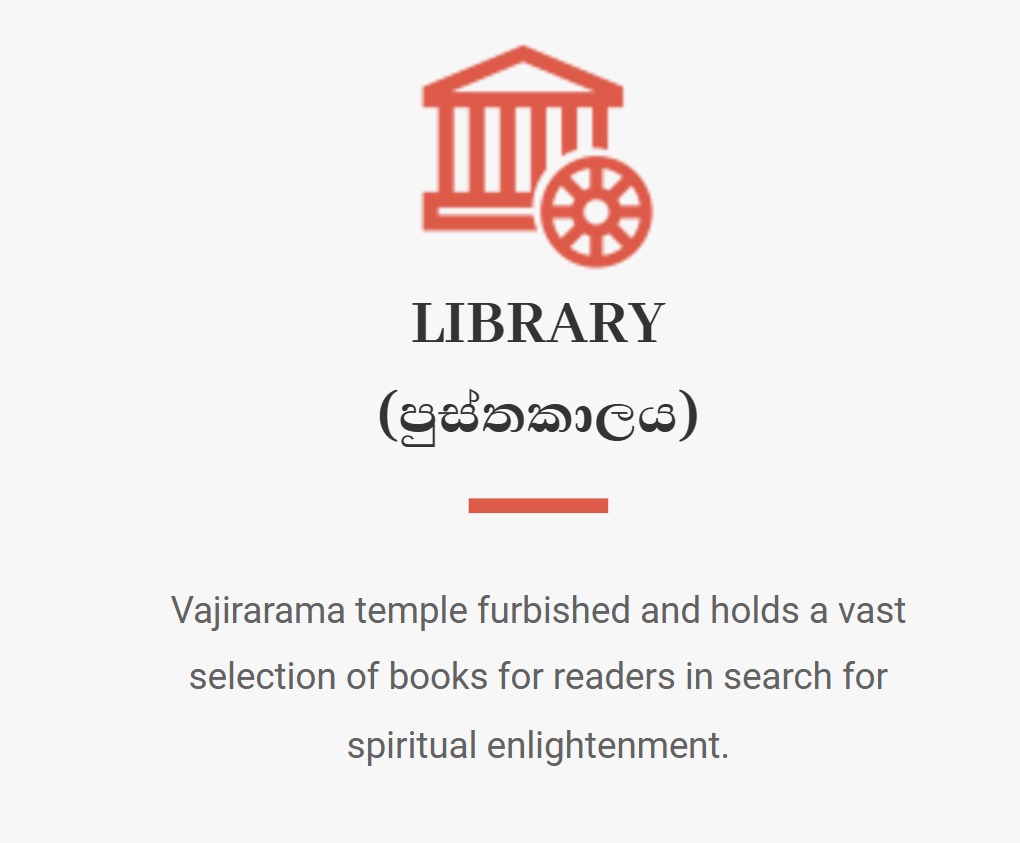 LIBRARY
(පුස්තකාලය)
Vajirarama temple furbished and holds a vast
selection of books for readers in search for
spiritual enlightenment.